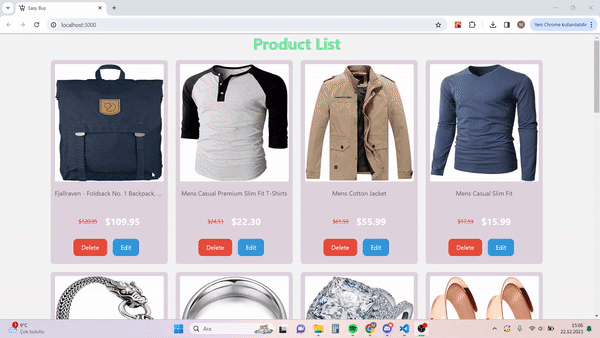 Easy Buy
localhost:3000
Yeni Chrome kullanılabilir
Product List
Fjallraven - Foldsack No. 1 Backpack, ...
Mens Casual Premium Slim Fit T-Shirts
Mens Cotton Jacket
Mens Casual Slim Fit
$120.95 $109.95
$24.53 $22.30
$61.59 $55.99
$17.59 $15.99
Delete Edit
Delete Edit
Delete Edit
Delete Edit
9°C
Çok bulutlu
Ara
15:06
22.12.2023